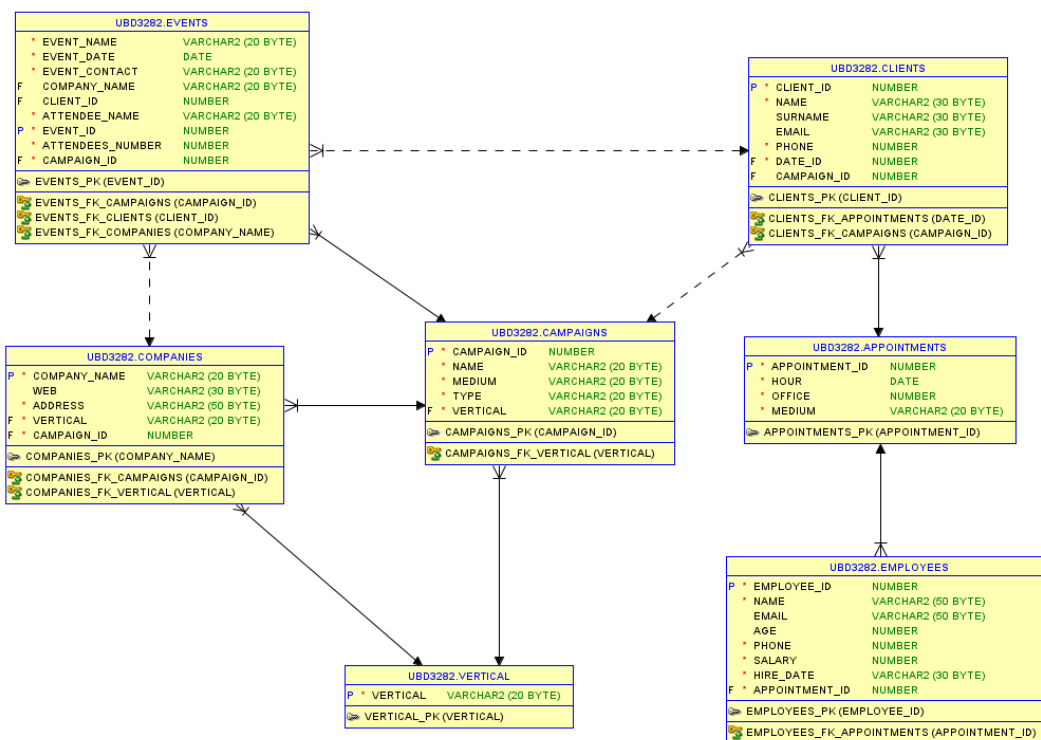 UBD3282.EVENTS
* EVENT_NAME VARCHAR2 (20 BYTE)
* EVENT_DATE DATE
* EVENT_CONTACT VARCHAR2 (20 BYTE)
F COMPANY_NAME VARCHAR2 (20 BYTE)
F CLIENT_ID NUMBER
* ATTENDEE_NAME VARCHAR2 (20 BYTE)
P * EVENT_ID NUMBER
* ATTENDEES_NUMBER NUMBER
F * CAMPAIGN_ID NUMBER
EVENTS_PK (EVENT_ID)
EVENTS_FK_CAMPAIGNS (CAMPAIGN_ID)
EVENTS_FK_CLIENTS (CLIENT_ID)
EVENTS_FK_COMPANIES (COMPANY_NAME)
UBD3282.CLIENTS
P * CLIENT_ID NUMBER
* NAME VARCHAR2 (30 BYTE)
SURNAME VARCHAR2 (30 BYTE)
EMAIL VARCHAR2 (30 BYTE)
* PHONE NUMBER
F * DATE_ID NUMBER
F CAMPAIGN_ID NUMBER
CLIENTS_PK (CLIENT_ID)
CLIENTS_FK_APPOINTMENTS (DATE_ID)
CLIENTS_FK_CAMPAIGNS (CAMPAIGN_ID)
UBD3282.COMPANIES
P * COMPANY_NAME VARCHAR2 (20 BYTE)
WEB VARCHAR2 (30 BYTE)
* ADDRESS VARCHAR2 (50 BYTE)
F * VERTICAL VARCHAR2 (20 BYTE)
F * CAMPAIGN_ID NUMBER
COMPANIES_PK (COMPANY_NAME)
COMPANIES_FK_CAMPAIGNS (CAMPAIGN_ID)
COMPANIES_FK_VERTICAL (VERTICAL)
UBD3282.CAMPAIGNS
P * CAMPAIGN_ID NUMBER
* NAME VARCHAR2 (20 BYTE)
* MEDIUM VARCHAR2 (20 BYTE)
* TYPE VARCHAR2 (20 BYTE)
F * VERTICAL VARCHAR2 (20 BYTE)
CAMPAIGNS_PK (CAMPAIGN_ID)
CAMPAIGNS_FK_VERTICAL (VERTICAL)
UBD3282.APPOINTMENTS
P * APPOINTMENT_ID NUMBER
* HOUR DATE
* OFFICE NUMBER
* MEDIUM VARCHAR2 (20 BYTE)
APPOINTMENTS_PK (APPOINTMENT_ID)
UBD3282.VERTICAL
P * VERTICAL VARCHAR2 (20 BYTE)
VERTICAL_PK (VERTICAL)
UBD3282.EMPLOYEES
P * EMPLOYEE_ID NUMBER
* NAME VARCHAR2 (50 BYTE)
EMAIL VARCHAR2 (50 BYTE)
AGE NUMBER
* PHONE NUMBER
* SALARY NUMBER
* HIRE_DATE VARCHAR2 (30 BYTE)
F * APPOINTMENT_ID NUMBER
EMPLOYEES_PK (EMPLOYEE_ID)
EMPLOYEES_FK_APPOINTMENTS (APPOINTMENT_ID)